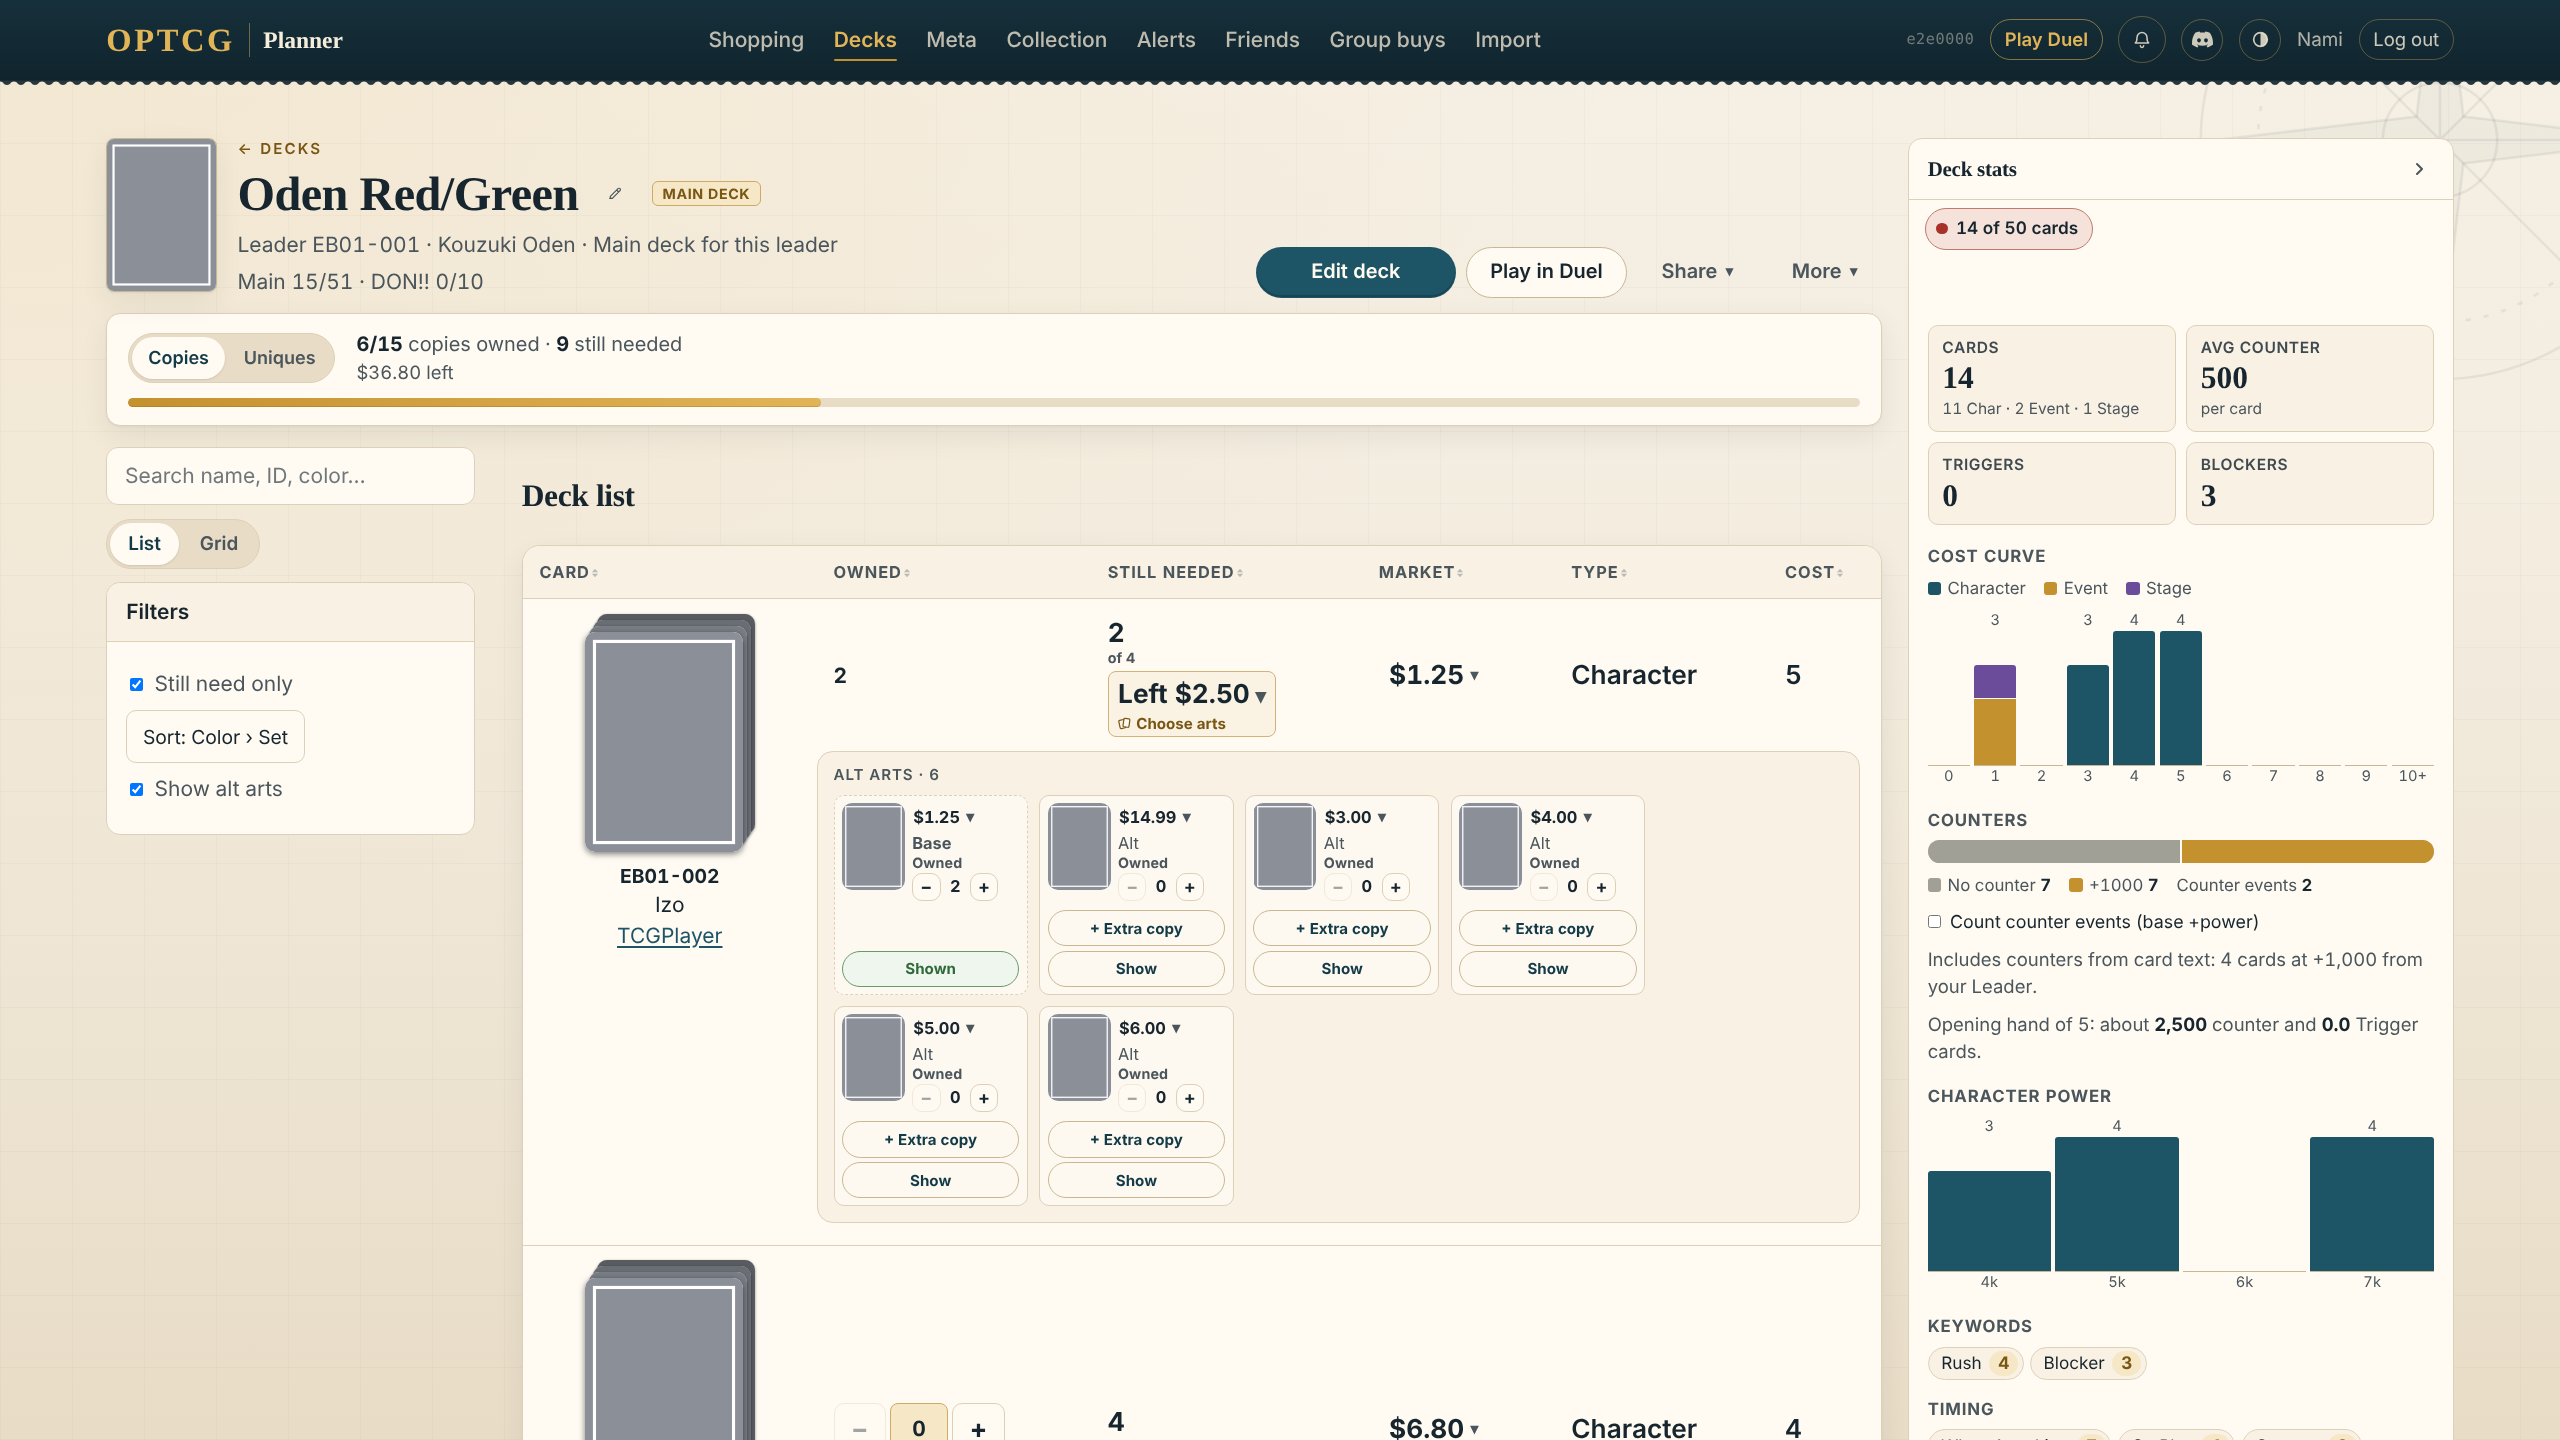 OPTCG Planner
Shopping Decks Meta Collection Alerts Friends Group buys Import
e2e0000 Play Duel Nami Log out
← DECKS
Oden Red/Green MAIN DECK
Leader EB01-001 · Kouzuki Oden · Main deck for this leader
Main 15/51 · DON!! 0/10
Edit deck Play in Duel Share ▾ More ▾
Copies Uniques
6/15 copies owned · 9 still needed
$36.80 left
Search name, ID, color...
List Grid
Filters
Still need only
Sort: Color › Set
Show alt arts
Deck list
CARD OWNED STILL NEEDED MARKET TYPE COST
2
2
of 4
Left $2.50 ▾
Choose arts
$1.25 ▾
Character
5
EB01-002
Izo
TCGPlayer
ALT ARTS · 6
$1.25 ▾
Base
Owned
− 2 +
Shown
$14.99 ▾
Alt
Owned
− 0 +
+ Extra copy
Show
$3.00 ▾
Alt
Owned
− 0 +
+ Extra copy
Show
$4.00 ▾
Alt
Owned
− 0 +
+ Extra copy
Show
$5.00 ▾
Alt
Owned
− 0 +
+ Extra copy
Show
$6.00 ▾
Alt
Owned
− 0 +
+ Extra copy
Show
− 0 +
4
$6.80 ▾
Character
4
Deck stats
14 of 50 cards
CARDS
14
11 Char · 2 Event · 1 Stage
AVG COUNTER
500
per card
TRIGGERS
0
BLOCKERS
3
COST CURVE
Character Event Stage
3 3 4 4
0 1 2 3 4 5 6 7 8 9 10+
COUNTERS
No counter 7 +1000 7 Counter events 2
Count counter events (base +power)
Includes counters from card text: 4 cards at +1,000 from
your Leader.
Opening hand of 5: about 2,500 counter and 0.0 Trigger
cards.
CHARACTER POWER
3 4 4
4k 5k 6k 7k
KEYWORDS
Rush 4 Blocker 3
TIMING